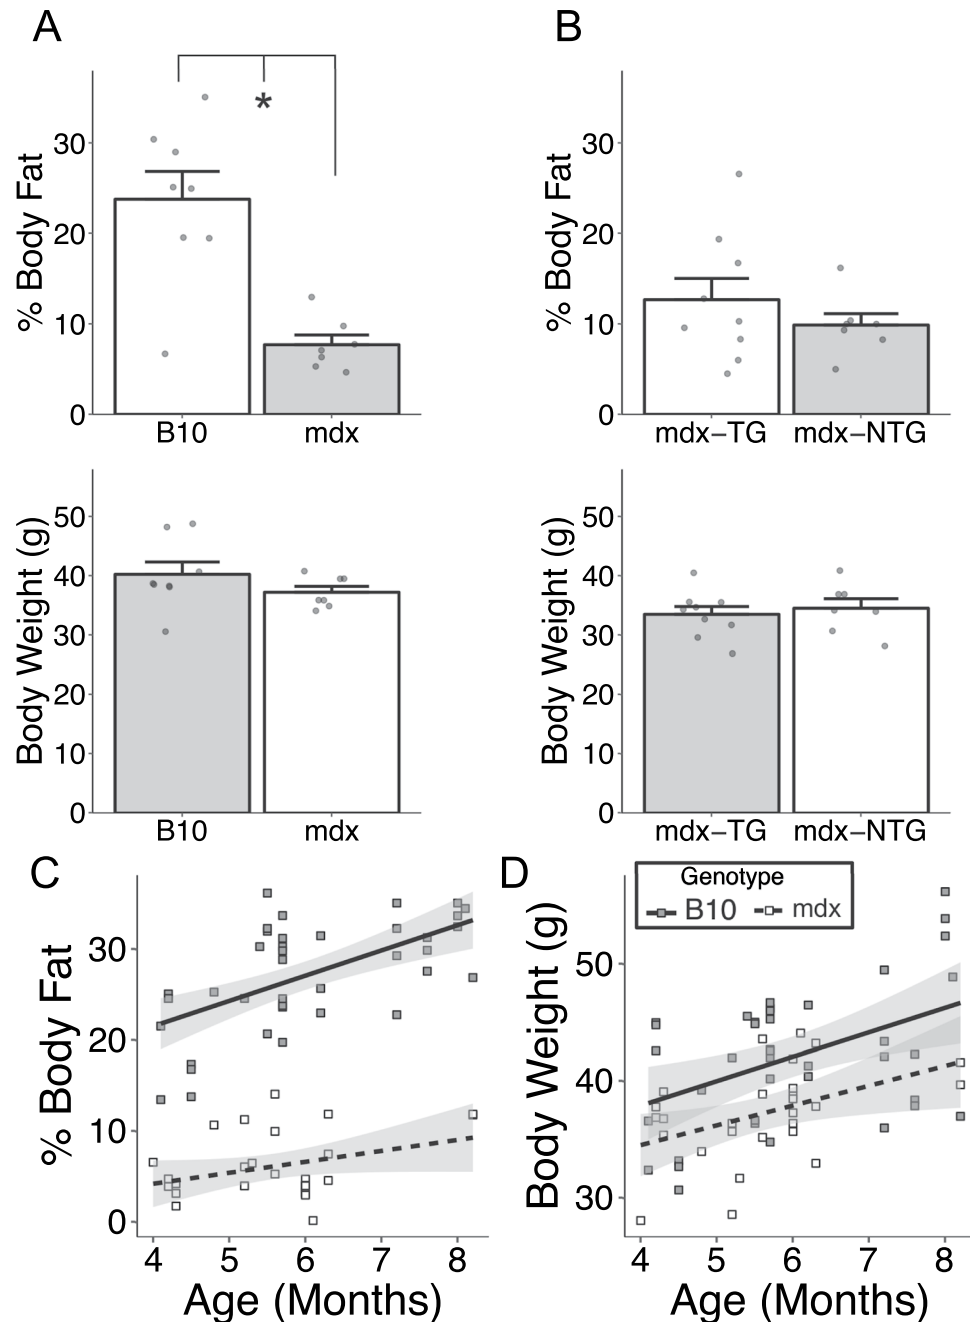 A
B
*
% Body Fat
30
20
10
0
B10
mdx
% Body Fat
30
20
10
0
mdx−TG
mdx−NTG
Body Weight (g)
50
40
30
20
10
0
B10
mdx
Body Weight (g)
50
40
30
20
10
0
mdx−TG
mdx−NTG
C
% Body Fat
30
20
10
0
4 5 6 7 8
Age (Months)
D
Genotype
B10 mdx
Body Weight (g)
50
40
30
4 5 6 7 8
Age (Months)